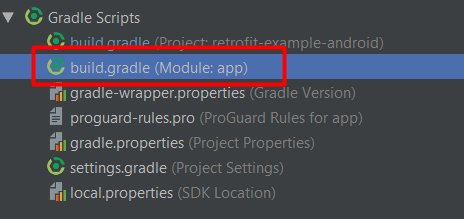 Gradle Scripts
build.gradle (Project: retrofit-example-android)
build.gradle (Module: app)
gradle-wrapper.properties (Gradle Version)
proguard-rules.pro (ProGuard Rules for app)
gradle.properties (Project Properties)
settings.gradle (Project Settings)
local.properties (SDK Location)